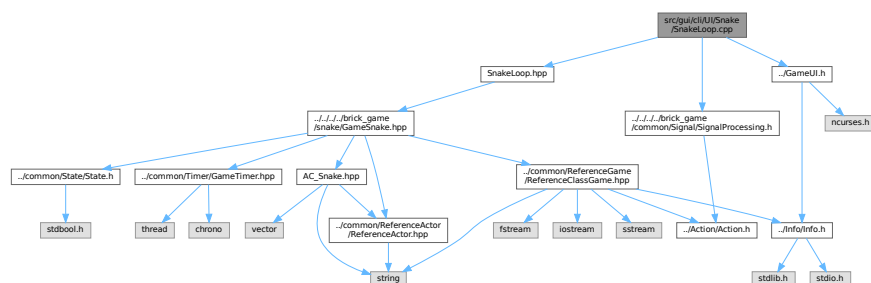 src/gui/cli/UI/Snake
/SnakeLoop.cpp
SnakeLoop.hpp
../GameUI.h
../../../../brick_game
/snake/GameSnake.hpp
../../../../brick_game
/common/Signal/SignalProcessing.h
ncurses.h
../common/State/State.h
../common/Timer/GameTimer.hpp
AC_Snake.hpp
../common/ReferenceGame
/ReferenceClassGame.hpp
stdbool.h
thread
chrono
vector
../common/ReferenceActor
/ReferenceActor.hpp
fstream
iostream
sstream
../Action/Action.h
../Info/Info.h
string
stdlib.h
stdio.h